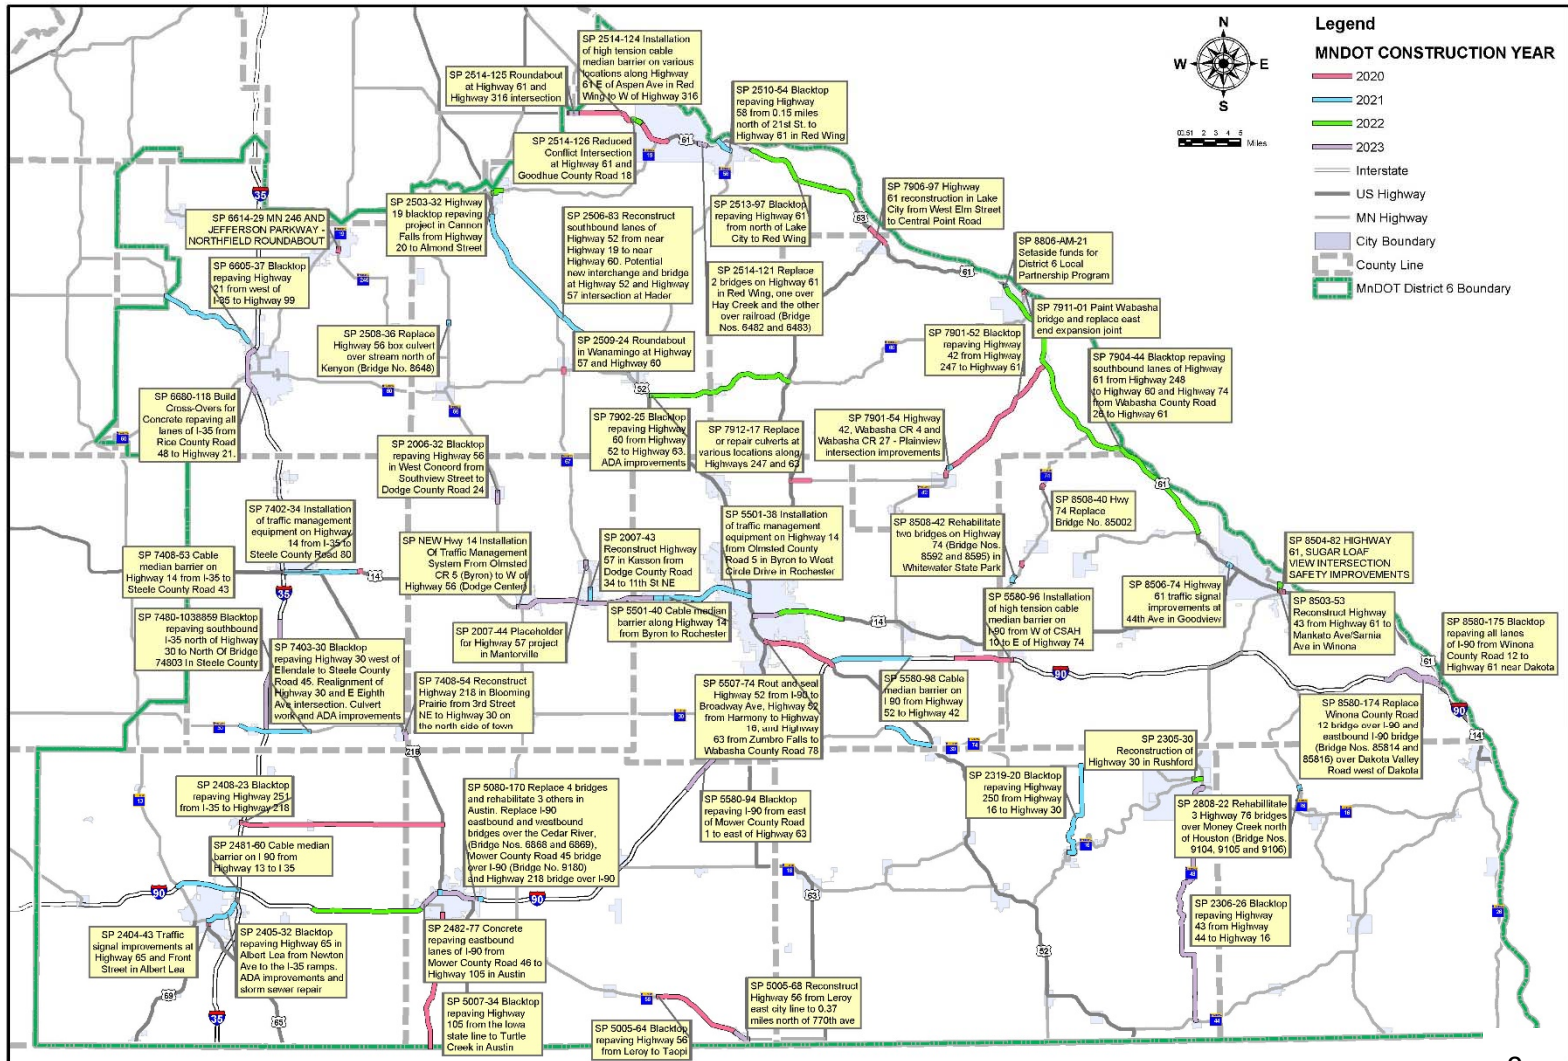 Legend
MNDOT CONSTRUCTION YEAR
2020
2021
2022
2023
Interstate
US Highway
MN Highway
City Boundary
County Line
MnDOT District 6 Boundary
N
W
E
S
Miles
SP 2514-124 Installation
of high tension cable
median barrier on various
locations along Highway
61 E of Aspen Ave in Red
Wing to W of Highway 316
SP 2514-125 Roundabout
at Highway 61 and
Highway 316 intersection
SP 2510-54 Blacktop
repaving Highway
58 from 0.15 miles
north of 21st St. to
Highway 61 in Red Wing
SP 2514-126 Reduced
Conflict Intersection
at Highway 61 and
Goodhue County Road 18
SP 6614-29 MN 246 AND
JEFFERSON PARKWAY -
NORTHFIELD ROUNDABOUT
SP 2503-32 Highway
19 blacktop repaving
project in Cannon
Falls from Highway
20 to Almond Street
SP 2506-83 Reconstruct
southbound lanes of
Highway 52 from near
Highway 19 to near
Highway 60. Potential
new interchange and bridge
at Highway 52 and Highway
57 intersection at Hader
SP 2513-97 Blacktop
repaving Highway 61
from north of Lake
City to Red Wing
SP 7906-97 Highway
61 reconstruction in Lake
City from West Elm Street
to Central Point Road
SP 8806-AM-21
Setaside funds for
District 6 Local
Partnership Program
SP 6605-37 Blacktop
repaving Highway
21 from west of
I-35 to Highway 99
SP 2514-121 Replace
2 bridges on Highway 61
in Red Wing, one over
Hay Creek and the other
over railroad (Bridge
Nos. 6482 and 6483)
SP 7911-01 Paint Wabasha
bridge and replace east
end expansion joint
SP 2508-36 Replace
Highway 56 box culvert
over stream north of
Kenyon (Bridge No. 8648)
SP 2509-24 Roundabout
in Wanamingo at Highway
57 and Highway 60
SP 7901-52 Blacktop
repaving Highway
42 from Highway
247 to Highway 61
SP 7904-44 Blacktop repaving
southbound lanes of Highway
61 from Highway 248
to Highway 60 and Highway 74
from Wabasha County Road
26 to Highway 61
SP 6680-118 Build
Cross-Overs for
Concrete repaving all
lanes of I-35 from
Rice County Road
48 to Highway 21.
SP 2006-32 Blacktop
repaving Highway 56
in West Concord from
Southview Street to
Dodge County Road 24
SP 7902-25 Blacktop
repaving Highway
60 from Highway
52 to Highway 63.
ADA improvements
SP 7912-17 Replace
or repair culverts at
various locations along
Highways 247 and 63
SP 7901-54 Highway
42, Wabasha CR 4 and
Wabasha CR 27 - Plainview
intersection improvements
SP 7402-34 Installation
of traffic management
equipment on Highway
14 from I-35 to
Steele County Road 80
SP 7408-53 Cable
median barrier on
Highway 14 from I-35 to
Steele County Road 43
SP NEW Hwy 14 Installation
Of Traffic Management
System From Olmsted
CR 5 (Byron) to W of
Highway 56 (Dodge Center)
SP 2007-43
Reconstruct Highway
57 in Kasson from
Dodge County Road
34 to 11th St NE
SP 5501-38 Installation
of traffic management
equipment on Highway 14
from Olmsted County
Road 5 in Byron to West
Circle Drive in Rochester
SP 8508-42 Rehabilitate
two bridges on Highway
74 (Bridge Nos.
8592 and 8595) in
Whitewater State Park
SP 8508-40 Hwy
74 Replace
Bridge No. 85002
SP 8504-82 HIGHWAY
61, SUGAR LOAF
VIEW INTERSECTION
SAFETY IMPROVEMENTS
SP 8506-74 Highway
61 traffic signal
improvements at
44th Ave in Goodview
SP 8503-53
Reconstruct Highway
43 from Highway 61 to
Mankato Ave/Sarnia
Ave in Winona
SP 5580-96 Installation
of high tension cable
median barrier on
I-90 from W of CSAH
10 to E of Highway 74
SP 7480-1038859 Blacktop
repaving southbound
I-35 north of Highway
30 to North Of Bridge
74803 In Steele County
SP 2007-44 Placeholder
for Highway 57 project
in Mantorville
SP 5501-40 Cable median
barrier along Highway 14
from Byron to Rochester
SP 8580-175 Blacktop
repaving all lanes
of I-90 from Winona
County Road 12 to
Highway 61 near Dakota
SP 7403-30 Blacktop
repaving Highway 30 west of
Ellendale to Steele County
Road 45. Realignment of
Highway 30 and E Eighth
Ave intersection. Culvert
work and ADA improvements
SP 7408-54 Reconstruct
Highway 218 in Blooming
Prairie from 3rd Street
NE to Highway 30 on
the north side of town
SP 5507-74 Rout and seal
Highway 52 from I-90 to
Broadway Ave, Highway 52
from Harmony to Highway
16, and Highway
63 from Zumbro Falls to
Wabasha County Road 78
SP 5580-98 Cable
median barrier on
I 90 from Highway
52 to Highway 42
SP 8580-174 Replace
Winona County Road
12 bridge over I-90 and
eastbound I-90 bridge
(Bridge Nos. 85814 and
85816) over Dakota Valley
Road west of Dakota
SP 2305-30
Reconstruction of
Highway 30 in Rushford
SP 2319-20 Blacktop
repaving Highway
250 from Highway
16 to Highway 30
SP 2408-23 Blacktop
repaving Highway 251
from I-35 to Highway 218
SP 5080-170 Replace 4 bridges
and rehabilitate 3 others in
Austin. Replace I-90
eastbound and westbound
bridges over the Cedar River,
(Bridge Nos. 6868 and 6869),
Mower County Road 45 bridge
over I-90 (Bridge No. 9180)
and Highway 218 bridge over I-90
SP 5580-94 Blacktop
repaving I-90 from east
of Mower County Road
1 to east of Highway 63
SP 2808-22 Rehabillitate
3 Highway 76 bridges
over Money Creek north
of Houston (Bridge Nos.
9104, 9105 and 9106)
SP 2481-60 Cable median
barrier on I 90 from
Highway 13 to I 35
SP 2306-26 Blacktop
repaving Highway
43 from Highway
44 to Highway 16
SP 2404-43 Traffic
signal improvements at
Highway 65 and Front
Street in Albert Lea
SP 2405-32 Blacktop
repaving Highway 65 in
Albert Lea from Newton
Ave to the I-35 ramps.
ADA improvements and
storm sewer repair
SP 2482-77 Concrete
repaving eastbound
lanes of I-90 from
Mower County Road 46 to
Highway 105 in Austin
SP 5007-34 Blacktop
repaving Highway
105 from the Iowa
state line to Turtle
Creek in Austin
SP 5005-64 Blacktop
repaving Highway 56
from Leroy to Taopi
SP 5005-68 Reconstruct
Highway 56 from Leroy
east city line to 0.37
miles north of 770th ave
35
61
63
61
52
61
14
35
14
61
90
90
14
218
90
90
63
52
69
35
65